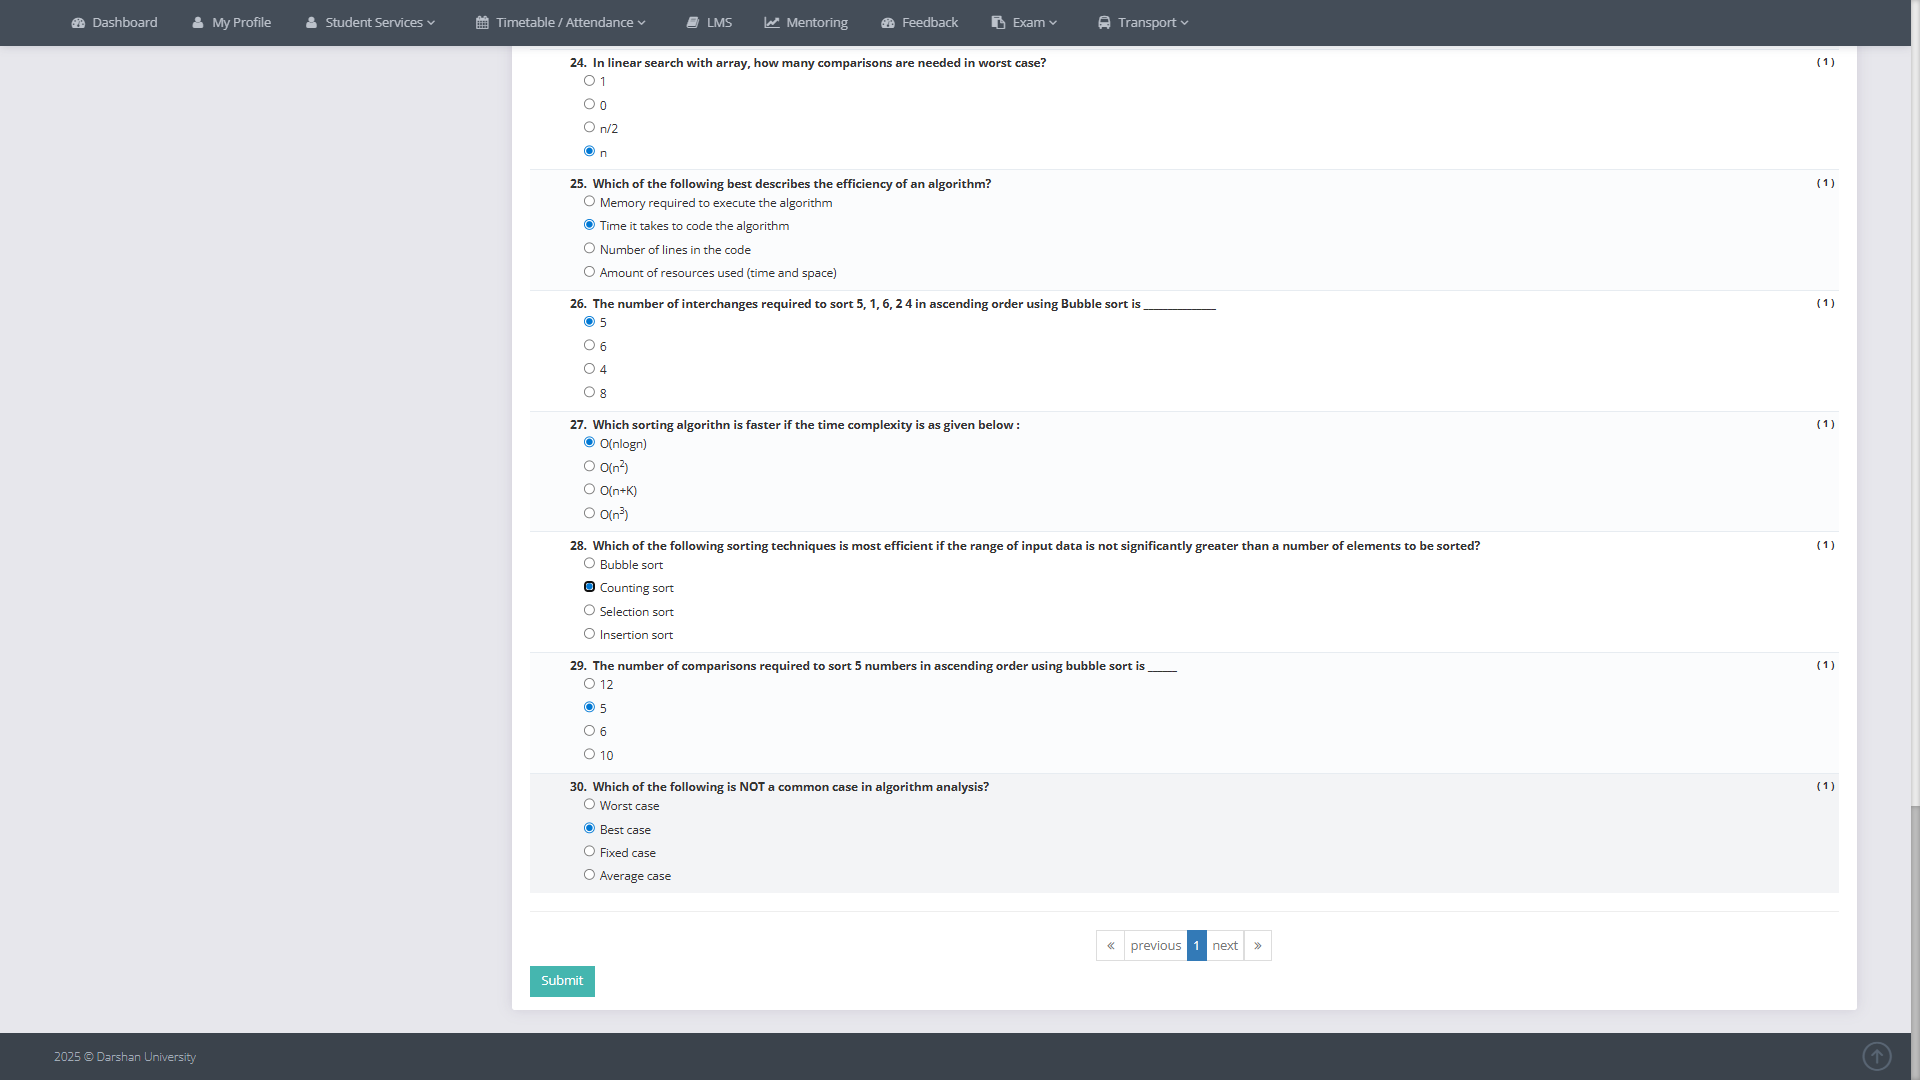 Dashboard My Profile Student Services Timetable / Attendance LMS Mentoring Feedback Exam Transport
24. In linear search with array, how many comparisons are needed in worst case? ( 1 )
1
0
n/2
n
25. Which of the following best describes the efficiency of an algorithm? ( 1 )
Memory required to execute the algorithm
Time it takes to code the algorithm
Number of lines in the code
Amount of resources used (time and space)
26. The number of interchanges required to sort 5, 1, 6, 2 4 in ascending order using Bubble sort is _____________ ( 1 )
5
6
4
8
27. Which sorting algorithn is faster if the time complexity is as given below : ( 1 )
O(nlogn)
O(n²)
O(n+K)
O(n³)
28. Which of the following sorting techniques is most efficient if the range of input data is not significantly greater than a number of elements to be sorted? ( 1 )
Bubble sort
Counting sort
Selection sort
Insertion sort
29. The number of comparisons required to sort 5 numbers in ascending order using bubble sort is _____ ( 1 )
12
5
6
10
30. Which of the following is NOT a common case in algorithm analysis? ( 1 )
Worst case
Best case
Fixed case
Average case
« previous 1 next »
Submit
2025 © Darshan University